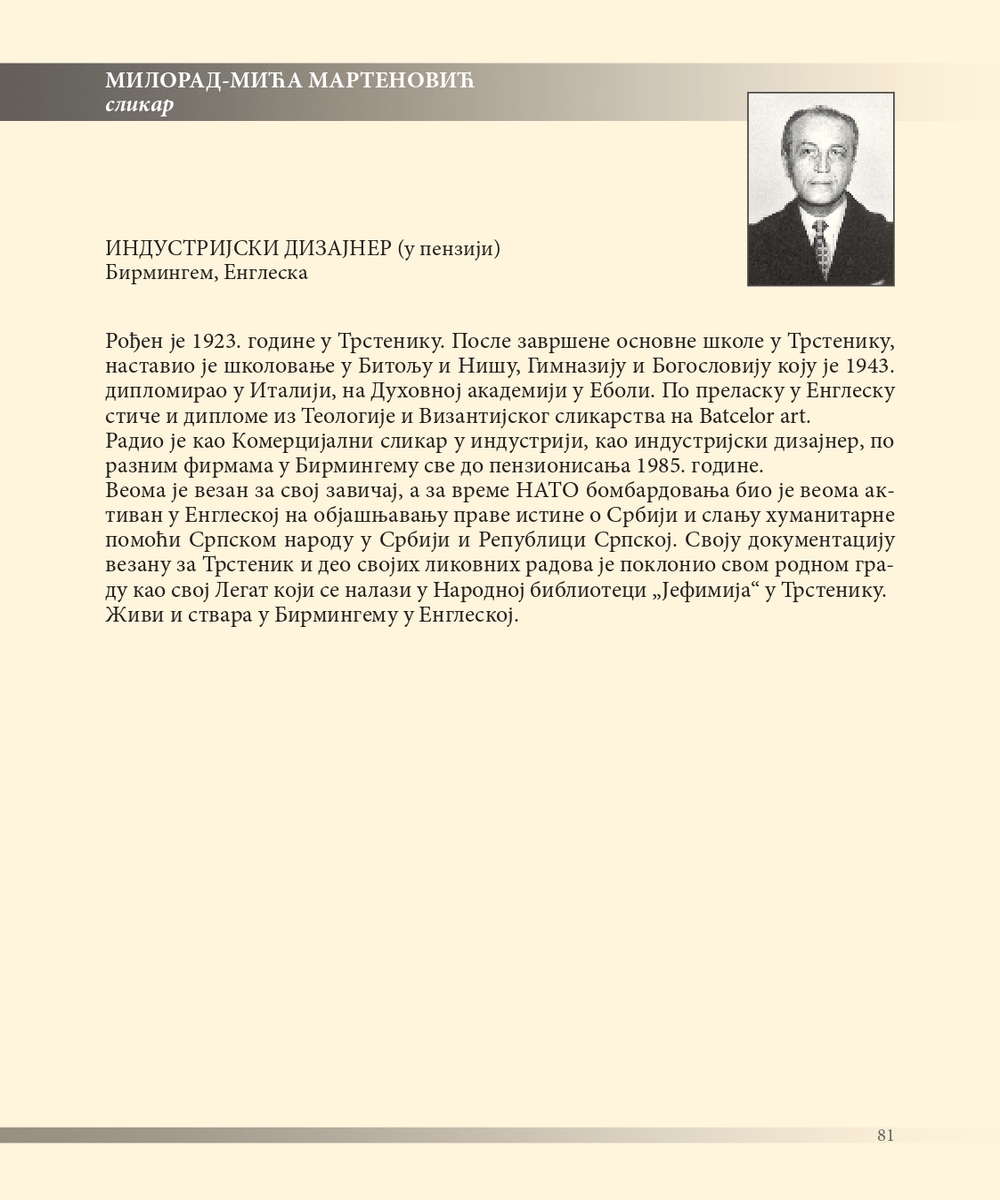 МИЛОРАД-МИЋА МАРТЕНОВИЋ
сликар
ИНДУСТРИЈСКИ ДИЗАЈНЕР (у пензији)
Бирмингем, Енглеска
Рођен је 1923. године у Трстенику. После завршене основне школе у Трстенику,
наставио је школовање у Битољу и Нишу, Гимназију и Богословију коју је 1943.
дипломирао у Италији, на Духовној академији у Еболи. По преласку у Енглеску
стиче и дипломе из Теологије и Византијског сликарства на Batcelor art.
Радио је као Комерцијални сликар у индустрији, као индустријски дизајнер, по
разним фирмама у Бирмингему све до пензионисања 1985. године.
Веома је везан за свој завичај, а за време НАТО бомбардовања био је веома ак-
тиван у Енглеској на објашњавању праве истине о Србији и слању хуманитарне
помоћи Српском народу у Србији и Републици Српској. Своју документацију
везану за Трстеник и део својих ликовних радова је поклонио свом родном гра-
ду као свој Легат који се налази у Народној библиотеци „Јефимија“ у Трстенику.
Живи и ствара у Бирмингему у Енглеској.
81